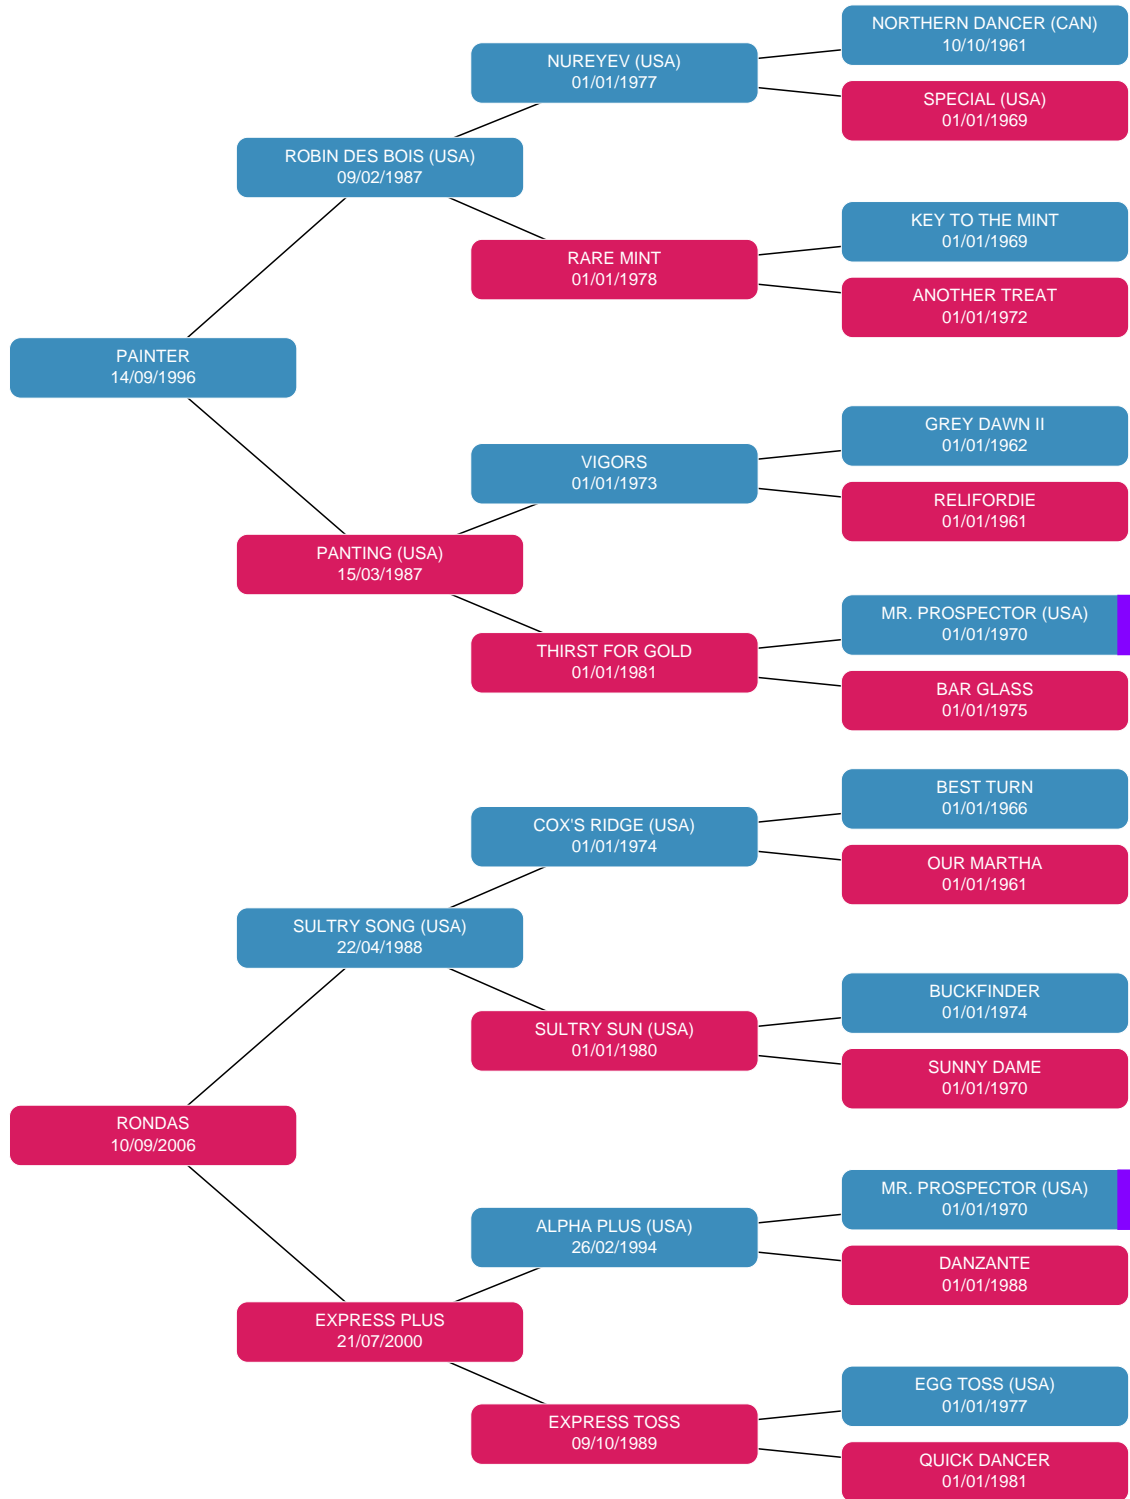 NORTHERN DANCER (CAN)
10/10/1961
NUREYEV (USA)
01/01/1977
SPECIAL (USA)
01/01/1969
ROBIN DES BOIS (USA)
09/02/1987
KEY TO THE MINT
01/01/1969
RARE MINT
01/01/1978
ANOTHER TREAT
01/01/1972
PAINTER
14/09/1996
GREY DAWN II
01/01/1962
VIGORS
01/01/1973
RELIFORDIE
01/01/1961
PANTING (USA)
15/03/1987
MR. PROSPECTOR (USA)
01/01/1970
THIRST FOR GOLD
01/01/1981
BAR GLASS
01/01/1975
BEST TURN
01/01/1966
COX'S RIDGE (USA)
01/01/1974
OUR MARTHA
01/01/1961
SULTRY SONG (USA)
22/04/1988
BUCKFINDER
01/01/1974
SULTRY SUN (USA)
01/01/1980
SUNNY DAME
01/01/1970
RONDAS
10/09/2006
MR. PROSPECTOR (USA)
01/01/1970
ALPHA PLUS (USA)
26/02/1994
DANZANTE
01/01/1988
EXPRESS PLUS
21/07/2000
EGG TOSS (USA)
01/01/1977
EXPRESS TOSS
09/10/1989
QUICK DANCER
01/01/1981